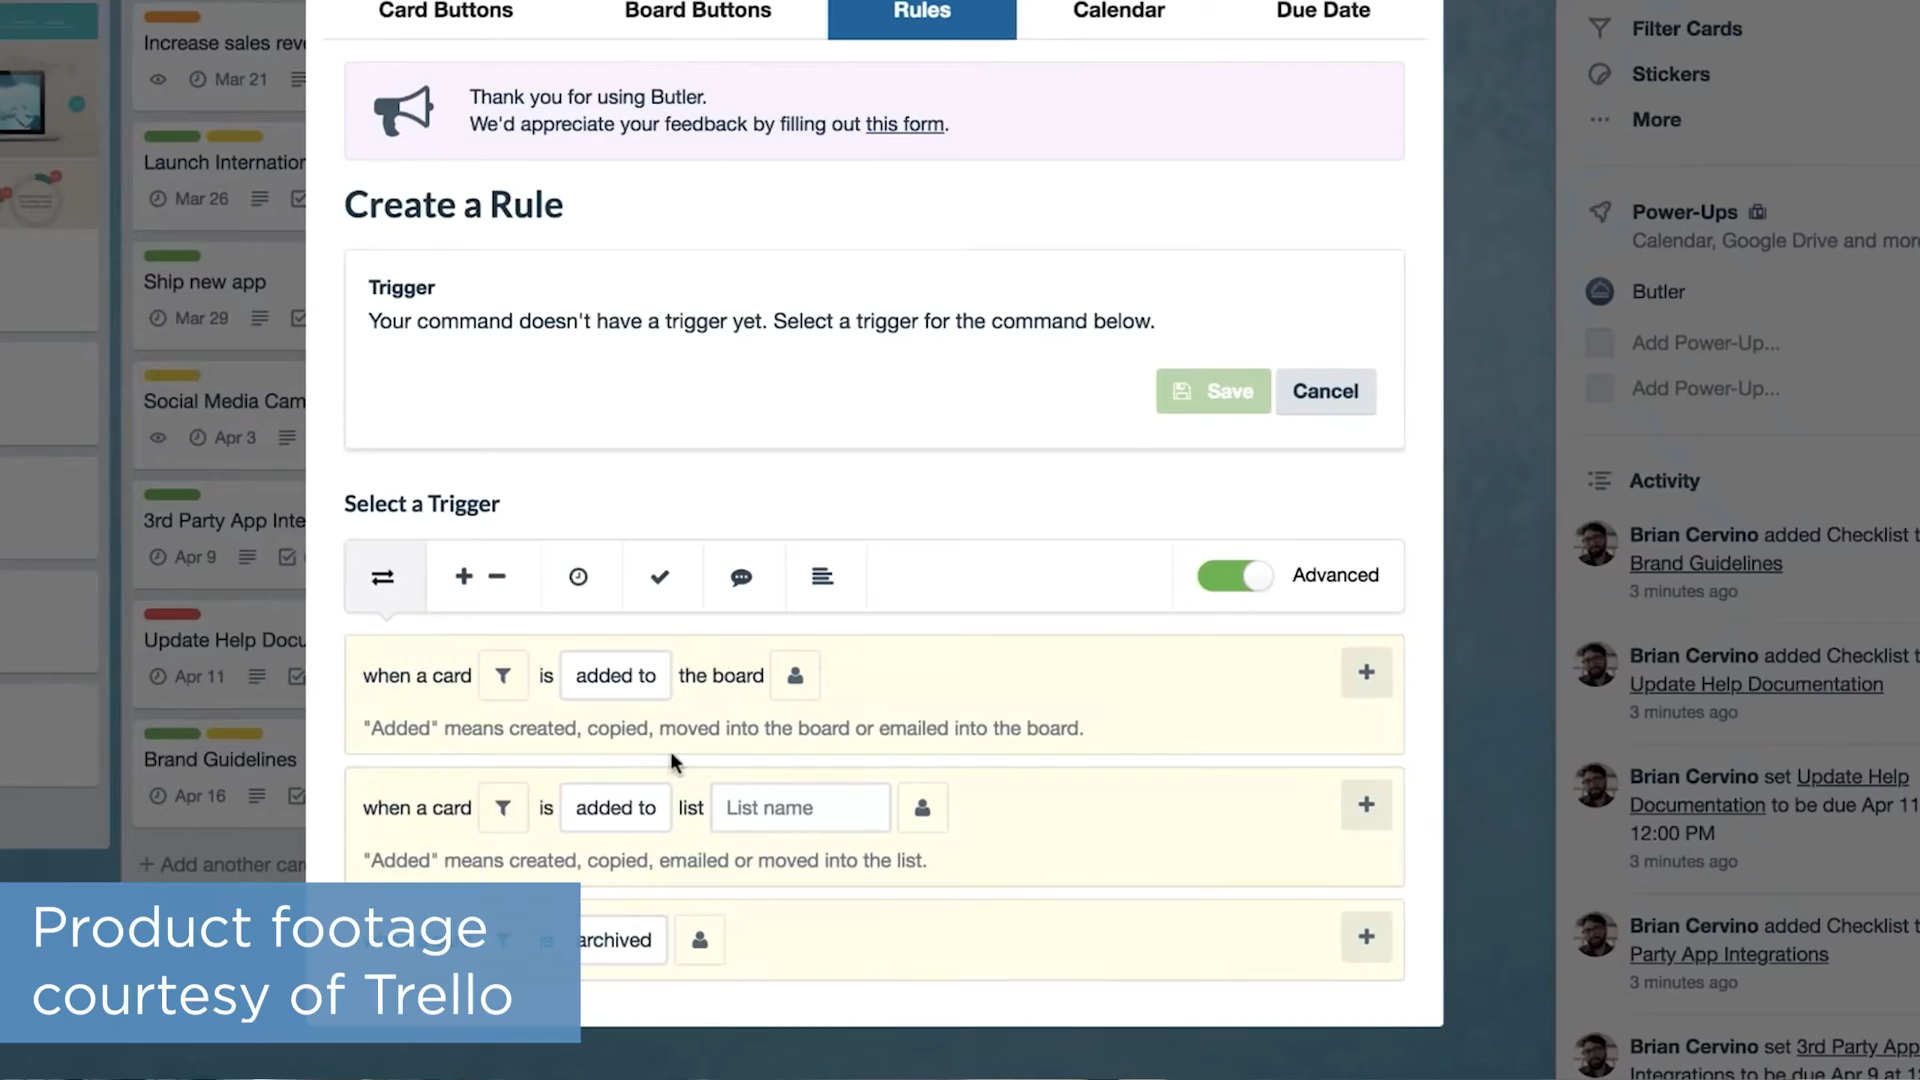 Card Buttons
Board Buttons
Rules
Calendar
Due Date
Thank you for using Butler.
We'd appreciate your feedback by filling out this form.
Create a Rule
Trigger
Your command doesn't have a trigger yet. Select a trigger for the command below.
Save
Cancel
Select a Trigger
Advanced
when a card is added to the board
"Added" means created, copied, moved into the board or emailed into the board.
when a card is added to list List name
"Added" means created, copied, emailed or moved into the list.
is archived
Increase sales reve
Mar 21
Launch Internation
Mar 26
Ship new app
Mar 29
Social Media Cam
Apr 3
3rd Party App Inte
Apr 9
Update Help Docu
Apr 11
Brand Guidelines
Apr 16
+ Add another car
Product footage
courtesy of Trello
Filter Cards
Stickers
More
Power-Ups
Calendar, Google Drive and more
Butler
Add Power-Up...
Add Power-Up...
Activity
Brian Cervino added Checklist t
Brand Guidelines
3 minutes ago
Brian Cervino added Checklist t
Update Help Documentation
3 minutes ago
Brian Cervino set Update Help
Documentation to be due Apr 11
12:00 PM
3 minutes ago
Brian Cervino added Checklist t
Party App Integrations
3 minutes ago
Brian Cervino set 3rd Party App
Integrations to be due Apr 9 at 1